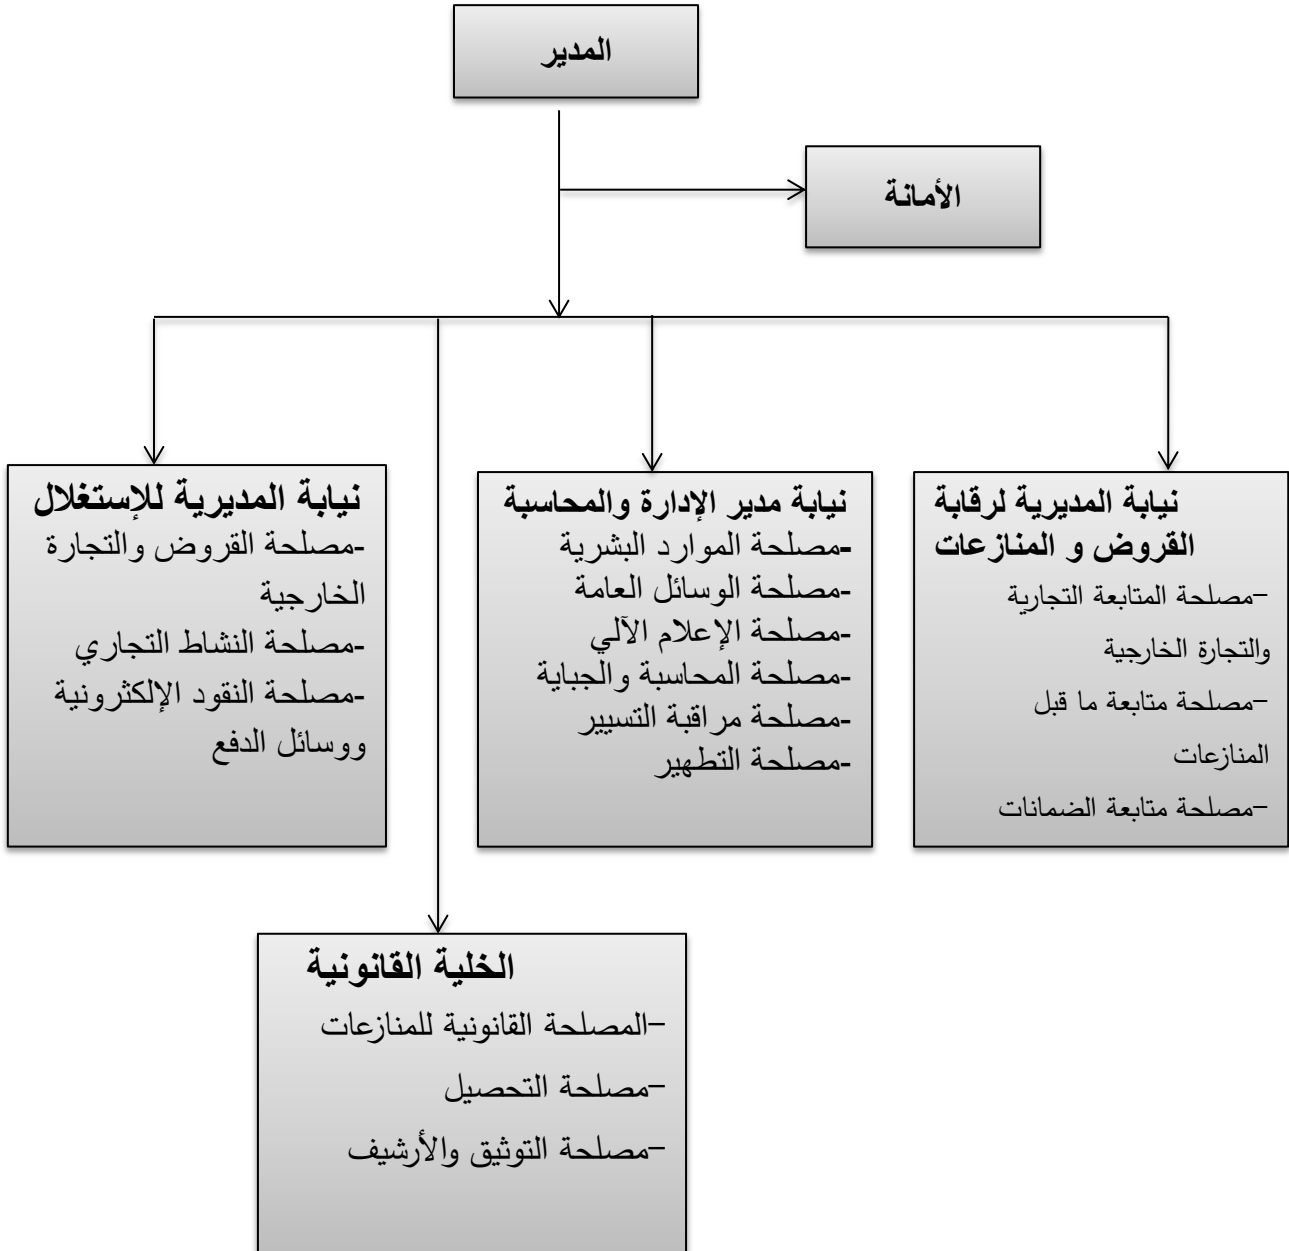 المدير
الأمانة
نيابة المديرية لرقابة
القروض و المنازعات
–مصلحة المتابعة التجارية
والتجارة الخارجية
–مصلحة متابعة ما قبل
المنازعات
–مصلحة متابعة الضمانات
نيابة مدير الإدارة والمحاسبة
-مصلحة الموارد البشرية
-مصلحة الوسائل العامة
-مصلحة الإعلام الآلي
-مصلحة المحاسبة والجباية
-مصلحة مراقبة التسيير
-مصلحة التطهير
نيابة المديرية للإستغلال
-مصلحة القروض والتجارة
الخارجية
-مصلحة النشاط التجاري
-مصلحة النقود الإلكثرونية
ووسائل الدفع
الخلية القانونية
–المصلحة القانونية للمنازعات
–مصلحة التحصيل
–مصلحة التوثيق والأرشيف